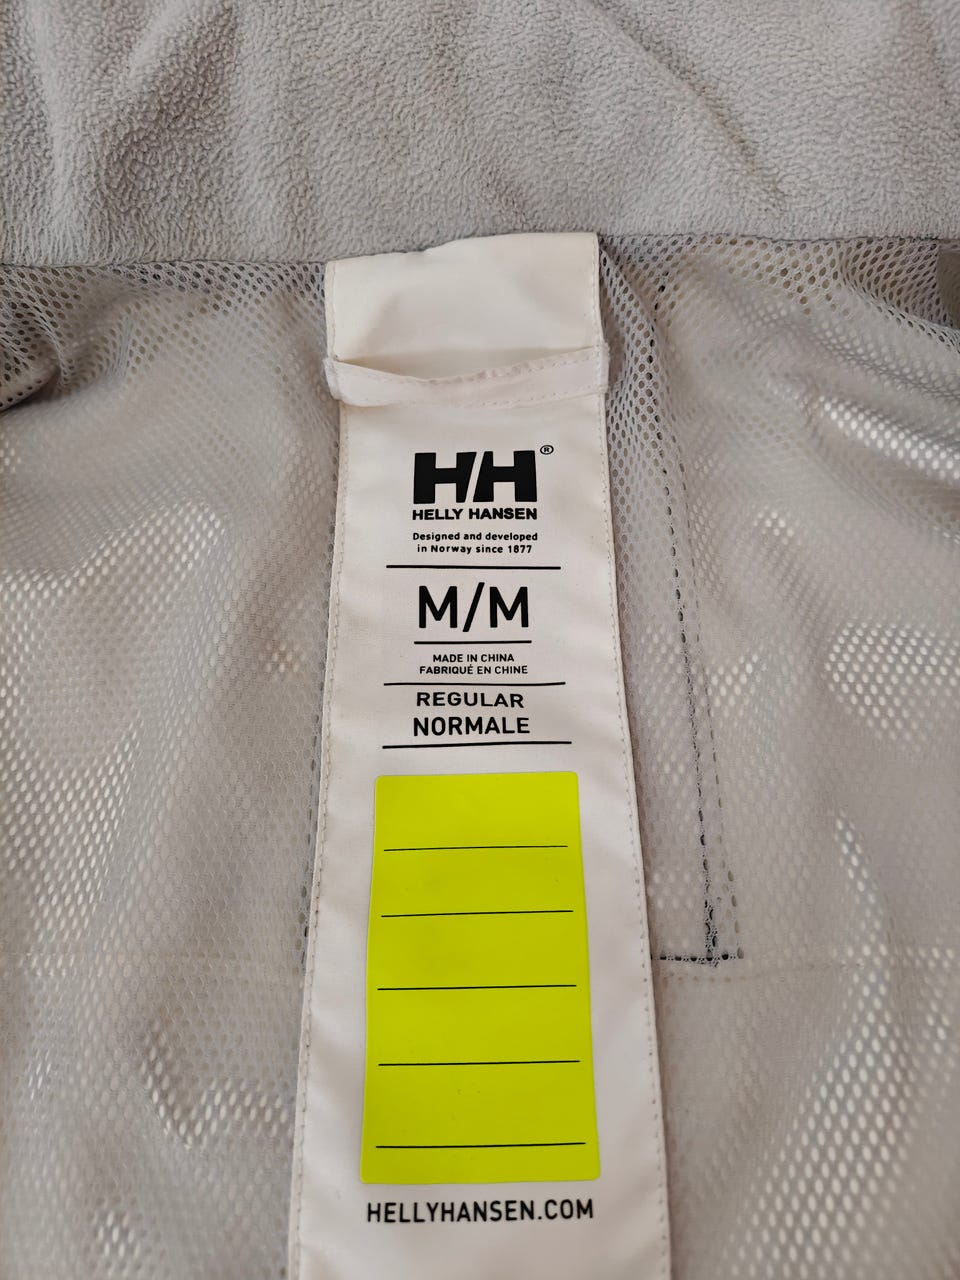 HH®
HELLY HANSEN
Designed and developed
in Norway since 1877
M/M
MADE IN CHINA
FABRIQUÉ EN CHINE
REGULAR
NORMALE
HELLYHANSEN.COM